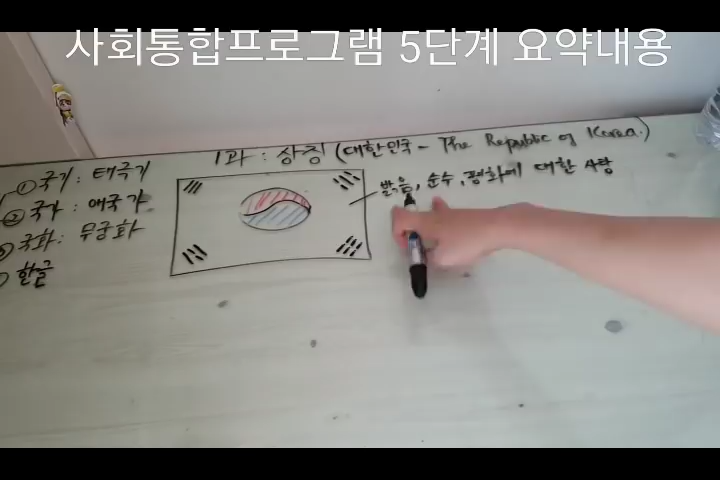 사회통합프로그램 5단계 요약내용
1과 : 상징 (대한민국 - The Republic of Korea.)
① 국기 : 태극기
② 국가 : 애국가
③ 국화 : 무궁화
한글
밝음, 순수, 평화에 대한 사랑